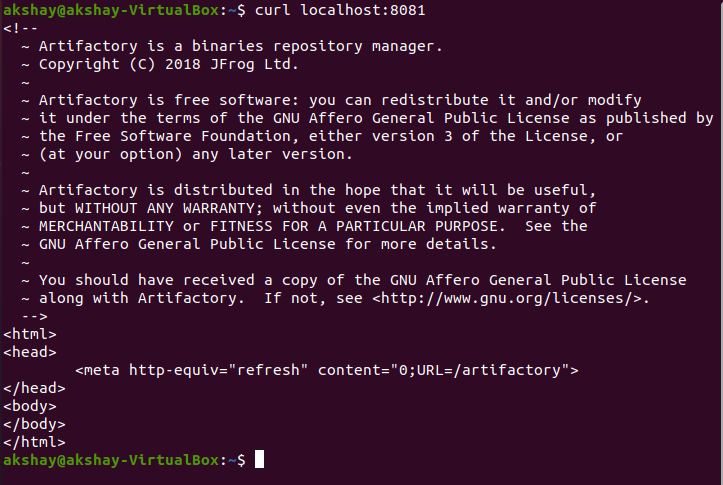 akshay@akshay-VirtualBox:~$ curl localhost:8081
<!--
  ~ Artifactory is a binaries repository manager.
  ~ Copyright (C) 2018 JFrog Ltd.
  ~
  ~ Artifactory is free software: you can redistribute it and/or modify
  ~ it under the terms of the GNU Affero General Public License as published by
  ~ the Free Software Foundation, either version 3 of the License, or
  ~ (at your option) any later version.
  ~
  ~ Artifactory is distributed in the hope that it will be useful,
  ~ but WITHOUT ANY WARRANTY; without even the implied warranty of
  ~ MERCHANTABILITY or FITNESS FOR A PARTICULAR PURPOSE.  See the
  ~ GNU Affero General Public License for more details.
  ~
  ~ You should have received a copy of the GNU Affero General Public License
  ~ along with Artifactory.  If not, see <http://www.gnu.org/licenses/>.
  -->
<html>
<head>
        <meta http-equiv="refresh" content="0;URL=/artifactory">
</head>
<body>
</body>
</html>
akshay@akshay-VirtualBox:~$